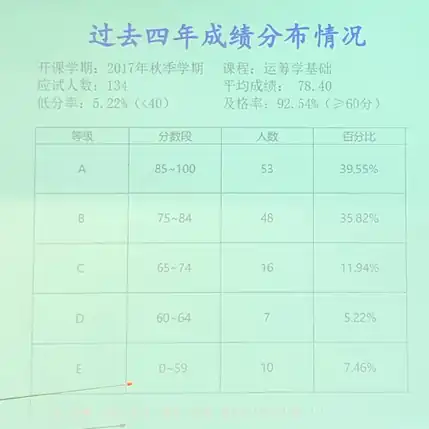 过去四年成绩分布情况
开课学期: 2017年秋季学期 课程: 运筹学基础
应试人数: 134 平均成绩: 78.40
低分率: 5.22% (<40) 及格率: 92.54% (≥60分)
等级 分数段 人数 百分比
A 85~100 53 39.55%
B 75~84 48 35.82%
C 65~74 16 11.94%
D 60~64 7 5.22%
E 0~59 10 7.46%